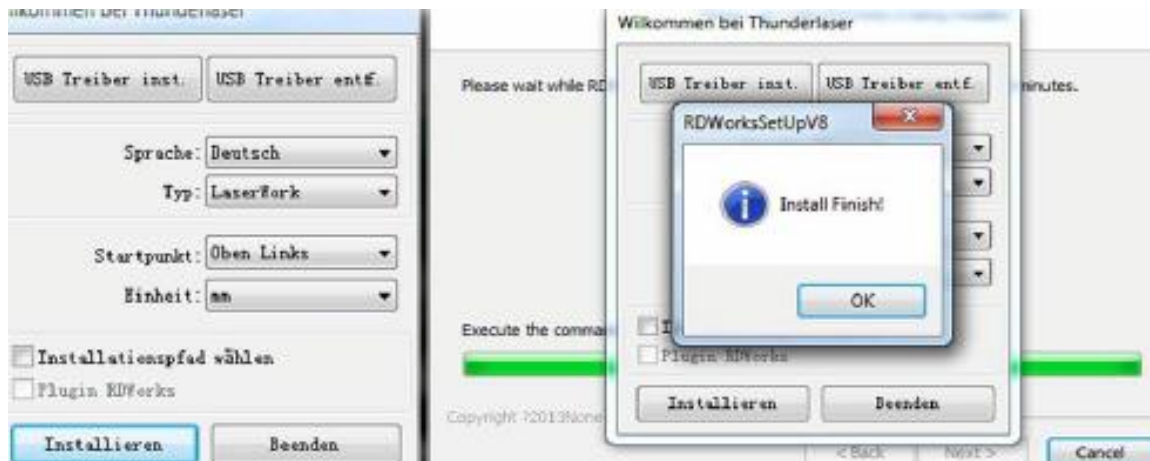 Willkommen bei Thunderlaser
USB Treiber inst.
USB Treiber entf.
Sprache: Deutsch
Typ: LaserWork
Startpunkt: Oben Links
Einheit: mm
Installationspfad wählen
Plugin RDWorks
Installieren
Beenden
Please wait while RD
inutes.
Execute the comma
Copyright ?2013None
< Back
Next >
Cancel
Willkommen bei Thunderlaser
USB Treiber inst.
USB Treiber entf.
RDWorksSetUpV8
Install Finish!
OK
Plugin RDWorks
Installieren
Beenden